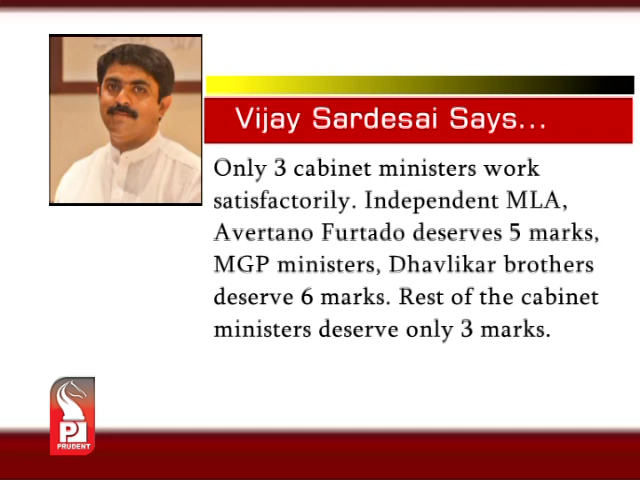 Vijay Sardesai Says...
Only 3 cabinet ministers work
satisfactorily. Independent MLA,
Avertano Furtado deserves 5 marks,
MGP ministers, Dhavlikar brothers
deserve 6 marks. Rest of the cabinet
ministers deserve only 3 marks.
P
PRUDENT